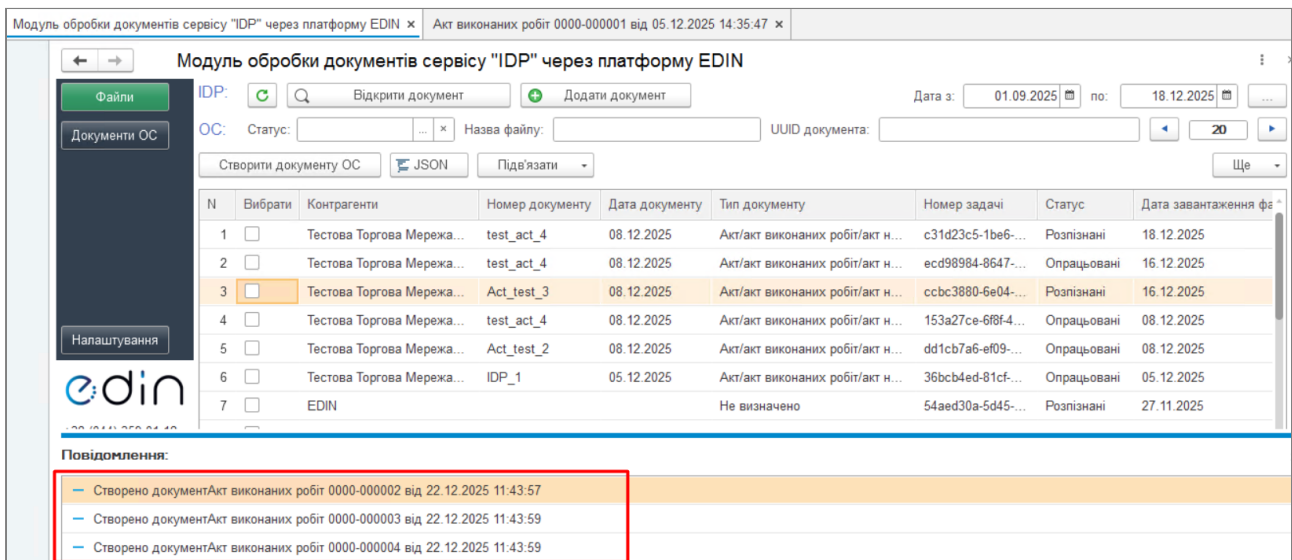 Модуль обробки документів сервісу "IDP" через платформу EDIN × Акт виконаних робіт 0000-000001 від 05.12.2025 14:35:47 ×
Модуль обробки документів сервісу "IDP" через платформу EDIN
Файли IDP: Відкрити документ Додати документ Дата з: 01.09.2025 по: 18.12.2025 ...
Документи ОС ОС: Статус: ... × Назва файлу: UUID документа: 20
Створити документу ОС JSON Підв'язати Ще
N Вибрати Контрагенти Номер документу Дата документу Тип документу Номер задачі Статус Дата завантаження фа
1 Тестова Торгова Мережа... test_act_4 08.12.2025 Акт/акт виконаних робіт/акт н... c31d23c5-1be6-... Розпізнані 18.12.2025
2 Тестова Торгова Мережа... test_act_4 08.12.2025 Акт/акт виконаних робіт/акт н... ecd98984-8647-... Опрацьовані 16.12.2025
3 Тестова Торгова Мережа... Act_test_3 08.12.2025 Акт/акт виконаних робіт/акт н... ccbc3880-6e04-... Розпізнані 16.12.2025
4 Тестова Торгова Мережа... test_act_4 08.12.2025 Акт/акт виконаних робіт/акт н... 153a27ce-6f8f-4... Опрацьовані 08.12.2025
Налаштування
5 Тестова Торгова Мережа... Act_test_2 08.12.2025 Акт/акт виконаних робіт/акт н... dd1cb7a6-ef09-... Опрацьовані 08.12.2025
6 Тестова Торгова Мережа... IDP_1 05.12.2025 Акт/акт виконаних робіт/акт н... 36bcb4ed-81cf-... Опрацьовані 05.12.2025
edin
7 EDIN Не визначено 54aed30a-5d45-... Розпізнані 27.11.2025
Повідомлення:
— Створено документАкт виконаних робіт 0000-000002 від 22.12.2025 11:43:57
— Створено документАкт виконаних робіт 0000-000003 від 22.12.2025 11:43:59
— Створено документАкт виконаних робіт 0000-000004 від 22.12.2025 11:43:59